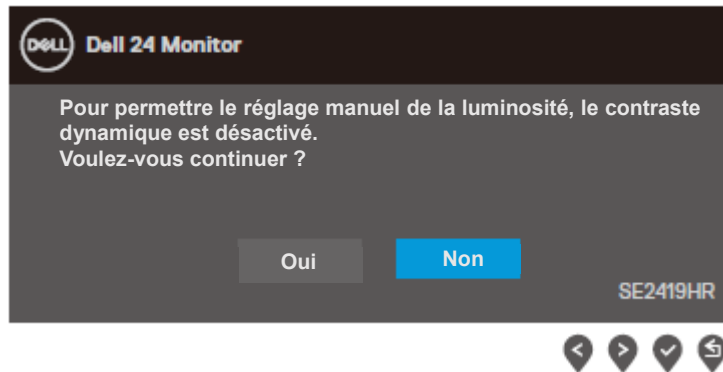 DELL Dell 24 Monitor
Pour permettre le réglage manuel de la luminosité, le contraste
dynamique est désactivé.
Voulez-vous continuer ?
Oui Non
SE2419HR